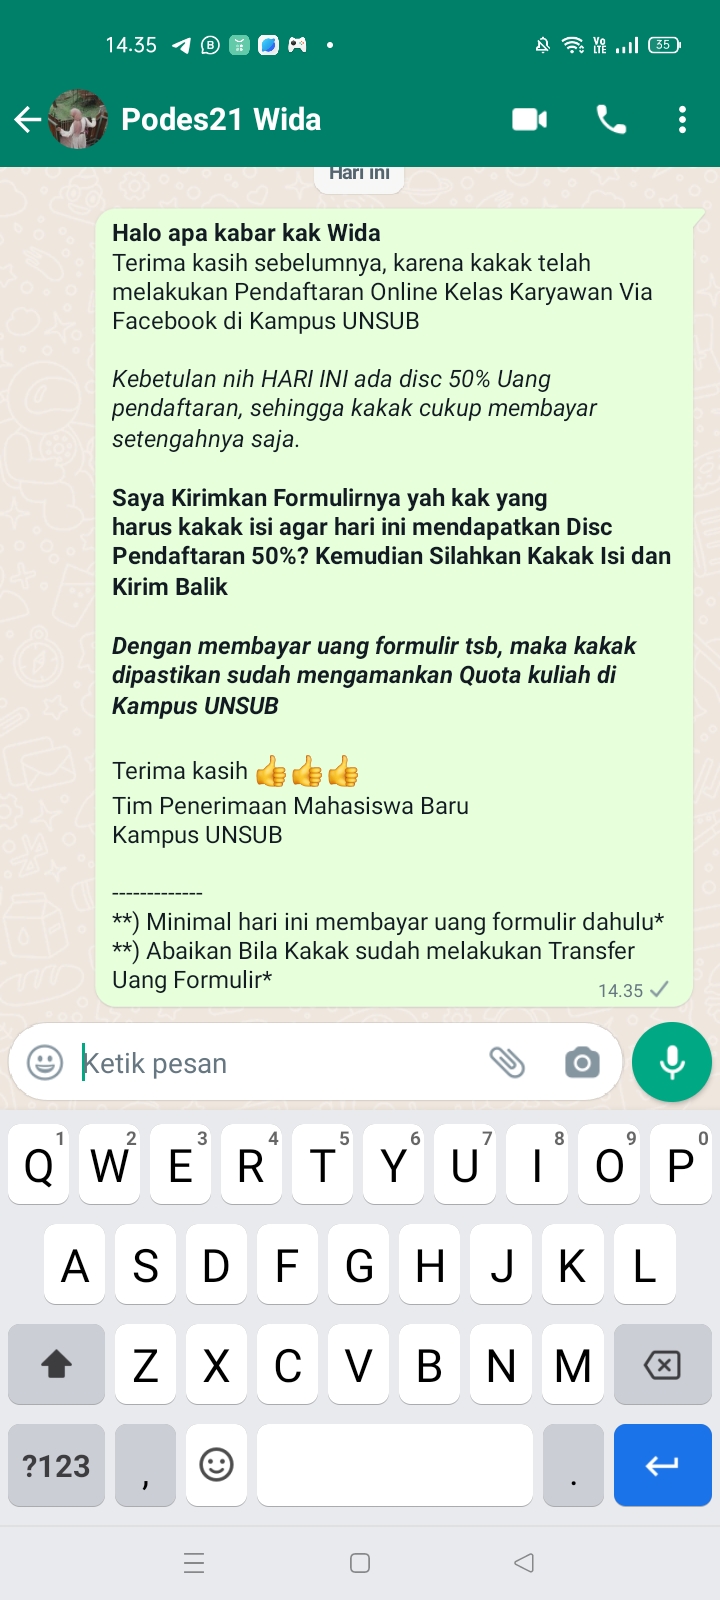 14.35
Vo LTE
35
Podes21 Wida
Hari ini
Halo apa kabar kak Wida
Terima kasih sebelumnya, karena kakak telah
melakukan Pendaftaran Online Kelas Karyawan Via
Facebook di Kampus UNSUB
Kebetulan nih HARI INI ada disc 50% Uang
pendaftaran, sehingga kakak cukup membayar
setengahnya saja.
Saya Kirimkan Formulirnya yah kak yang
harus kakak isi agar hari ini mendapatkan Disc
Pendaftaran 50%? Kemudian Silahkan Kakak Isi dan
Kirim Balik
Dengan membayar uang formulir tsb, maka kakak
dipastikan sudah mengamankan Quota kuliah di
Kampus UNSUB
Terima kasih 👍👍👍
Tim Penerimaan Mahasiswa Baru
Kampus UNSUB
-------------
**) Minimal hari ini membayar uang formulir dahulu*
**) Abaikan Bila Kakak sudah melakukan Transfer
Uang Formulir*
14.35
Ketik pesan
1 2 3 4 5 6 7 8 9 0
Q W E R T Y U I O P
A S D F G H J K L
Z X C V B N M
?123 , .